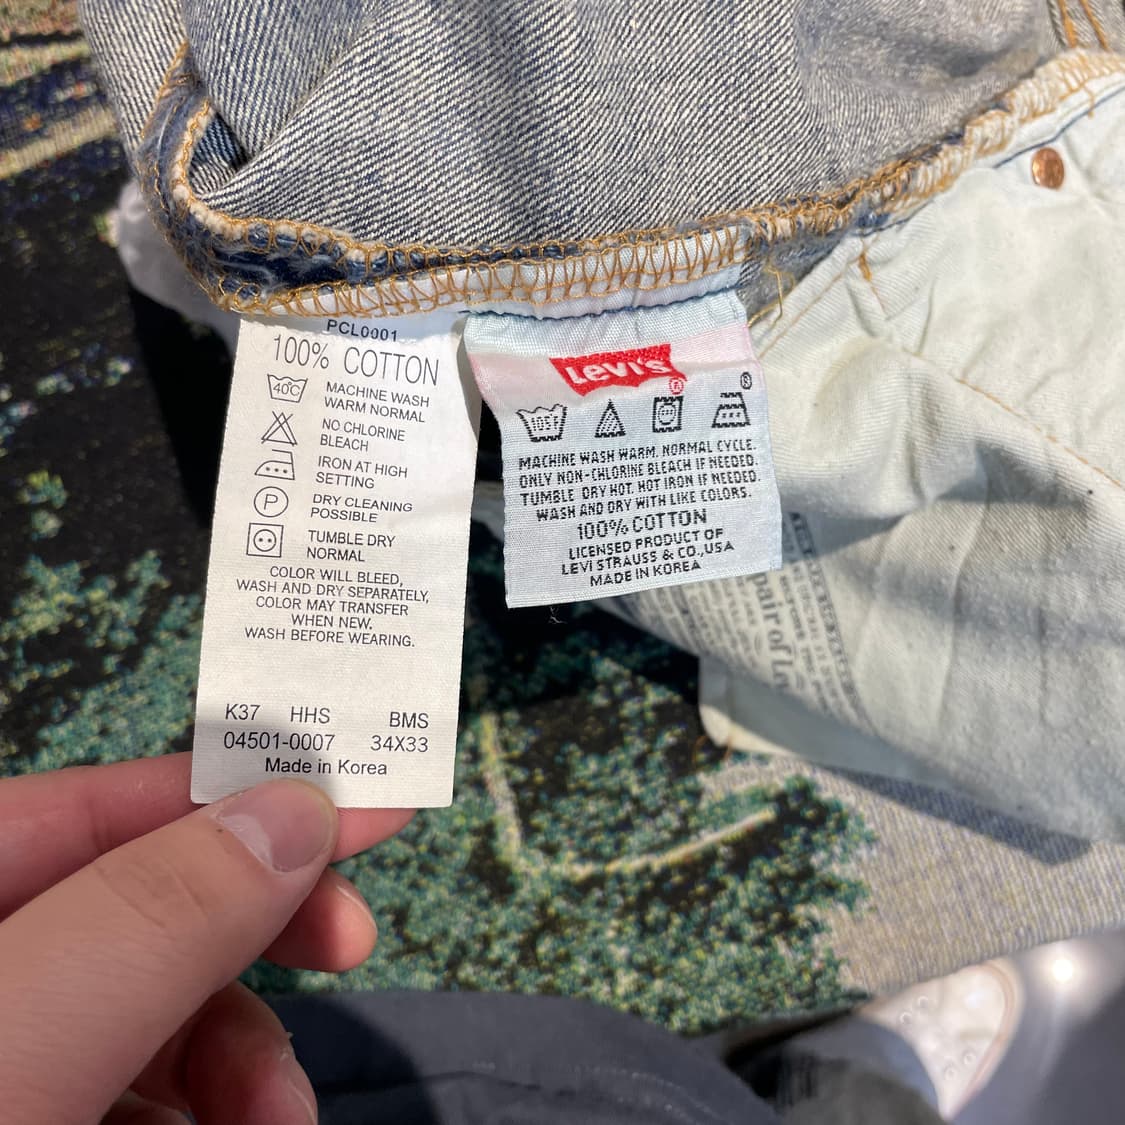 PCL0001
100% COTTON
40°C
MACHINE WASH
WARM NORMAL
NO CHLORINE
BLEACH
IRON AT HIGH
SETTING
P
DRY CLEANING
POSSIBLE
TUMBLE DRY
NORMAL
COLOR WILL BLEED,
WASH AND DRY SEPARATELY,
COLOR MAY TRANSFER
WHEN NEW.
WASH BEFORE WEARING.
K37 HHS BMS
04501-0007 34X33
Made in Korea
Levi's
®
®
105F
MACHINE WASH WARM. NORMAL CYCLE.
ONLY NON-CHLORINE BLEACH IF NEEDED.
TUMBLE DRY HOT. HOT IRON IF NEEDED.
WASH AND DRY WITH LIKE COLORS.
100% COTTON
LICENSED PRODUCT OF
LEVI STRAUSS & CO., USA
MADE IN KOREA
pair of